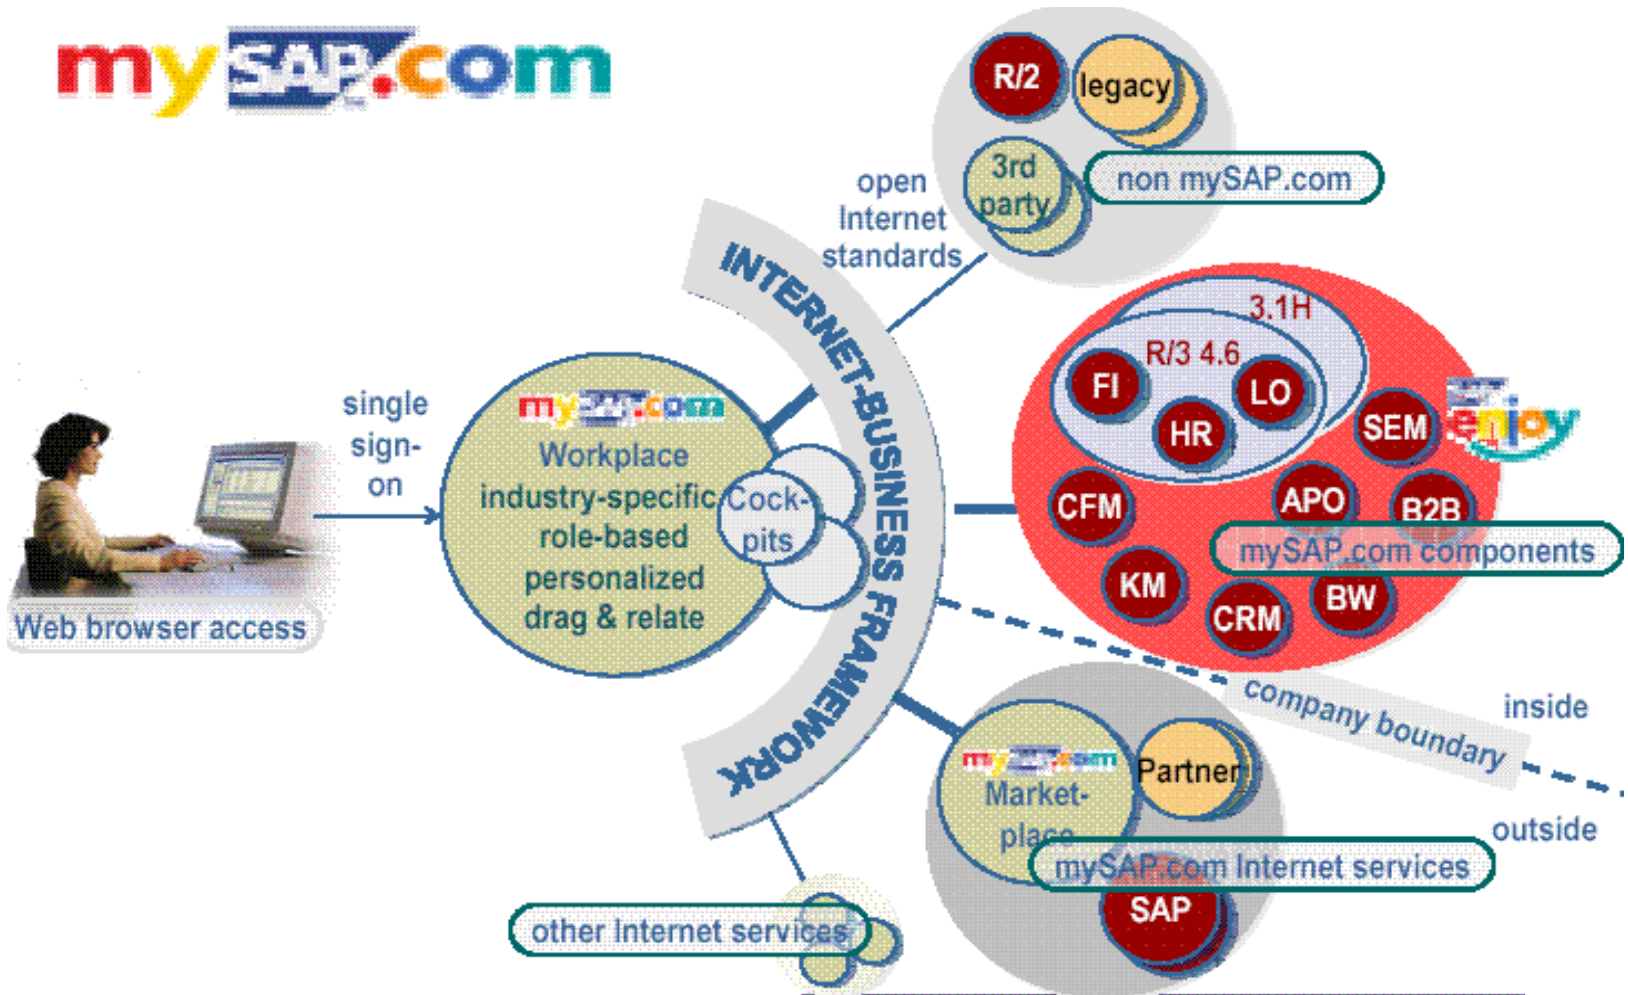 mySAP.com
R/2
legacy
3rd
party
non mySAP.com
open
Internet
standards
INTERNET-BUSINESS FRAMEWORK
3.1H
R/3 4.6
FI
LO
HR
SEM
SAP
enjoy
CFM
APO
B2B
mySAP.com components
KM
CRM
BW
single
sign-
on
mySAP.com
Workplace
industry-specific
role-based
personalized
drag & relate
Cock-
pits
Web browser access
company boundary
inside
outside
mySAP.com
Market-
place
Partner
mySAP.com Internet services
SAP
other Internet services